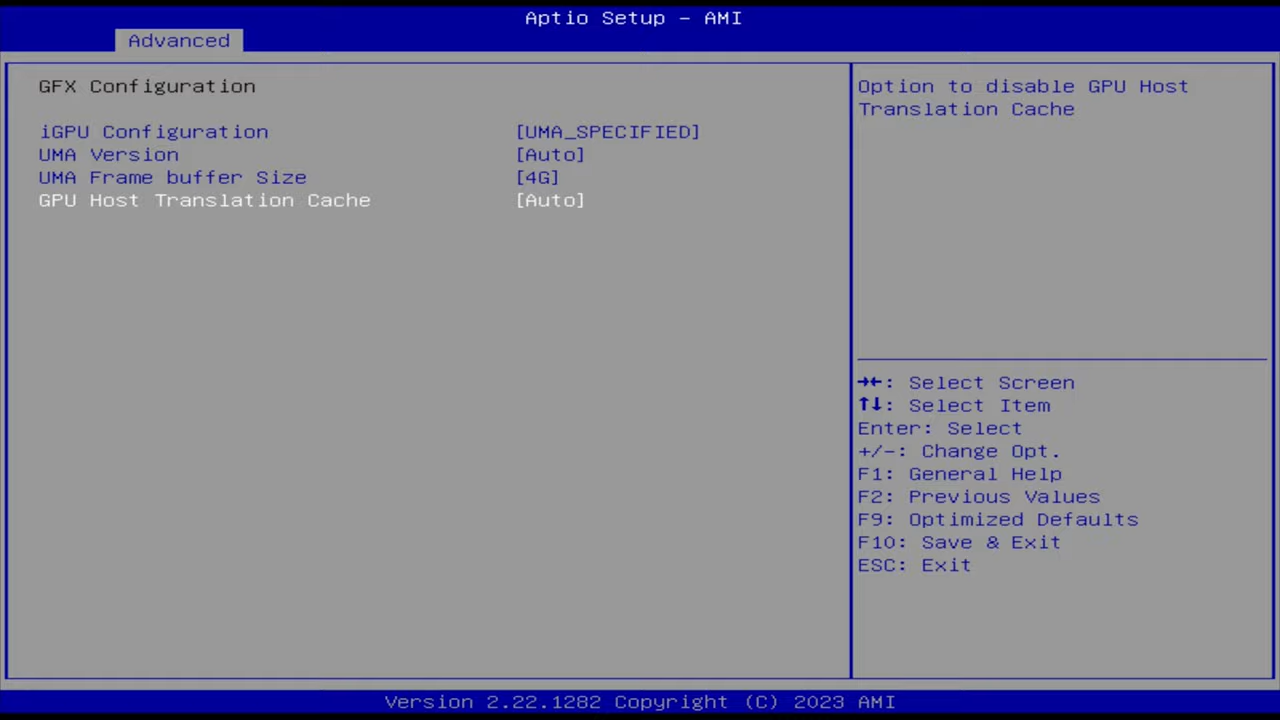 Aptio Setup – AMI
Advanced
GFX Configuration
iGPU Configuration [UMA_SPECIFIED]
UMA Version [Auto]
UMA Frame buffer Size [4G]
GPU Host Translation Cache [Auto]
Option to disable GPU Host
Translation Cache
→←: Select Screen
↑↓: Select Item
Enter: Select
+/-: Change Opt.
F1: General Help
F2: Previous Values
F9: Optimized Defaults
F10: Save & Exit
ESC: Exit
Version 2.22.1282 Copyright (C) 2023 AMI